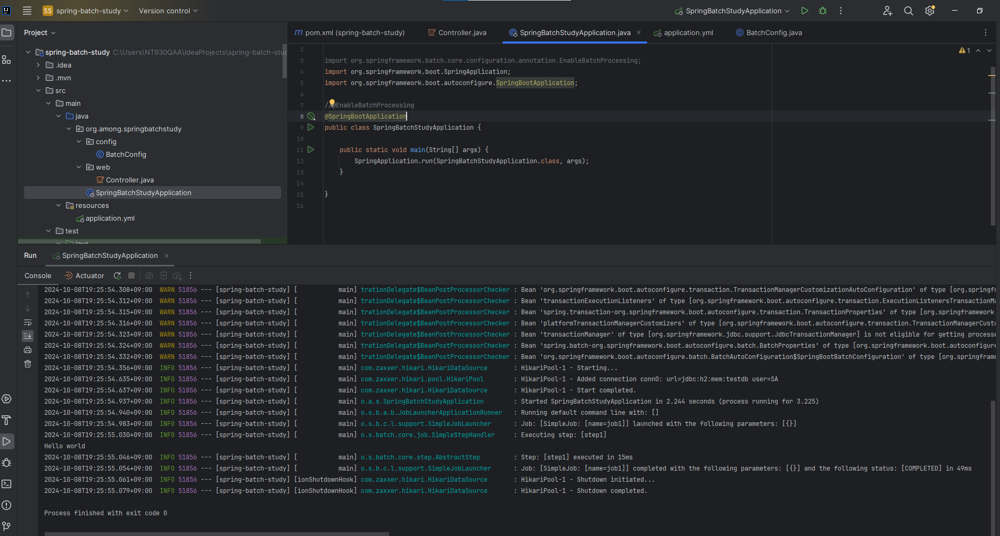 SS spring-batch-study Version control SpringBatchStudyApplication
Project
pom.xml (spring-batch-study) Controller.java SpringBatchStudyApplication.java application.yml BatchConfig.java
spring-batch-study C:\Users\NT930QAA\IdeaProjects\spring-batch-stu
.idea
.mvn
src
main
java
org.among.springbatchstudy
config
BatchConfig
web
Controller.java
SpringBatchStudyApplication
resources
application.yml
test
java
1
2
3 import org.springframework.batch.core.configuration.annotation.EnableBatchProcessing;
4 import org.springframework.boot.SpringApplication;
5 import org.springframework.boot.autoconfigure.SpringBootApplication;
6
7 //@EnableBatchProcessing
8 @SpringBootApplication
9 public class SpringBatchStudyApplication {
10
11 public static void main(String[] args) {
12 SpringApplication.run(SpringBatchStudyApplication.class, args);
13 }
14
15 }
16
Run SpringBatchStudyApplication
Console Actuator
2024-10-08T19:25:54.308+09:00 WARN 51856 --- [spring-batch-study] [ main] trationDelegate$BeanPostProcessorChecker : Bean 'org.springframework.boot.autoconfigure.transaction.TransactionManagerCustomizationAutoConfiguration' of type [org.springf
2024-10-08T19:25:54.312+09:00 WARN 51856 --- [spring-batch-study] [ main] trationDelegate$BeanPostProcessorChecker : Bean 'transactionExecutionListeners' of type [org.springframework.boot.autoconfigure.transaction.ExecutionListenersTransactionMa
2024-10-08T19:25:54.315+09:00 WARN 51856 --- [spring-batch-study] [ main] trationDelegate$BeanPostProcessorChecker : Bean 'spring.transaction-org.springframework.boot.autoconfigure.transaction.TransactionProperties' of type [org.springframework.
2024-10-08T19:25:54.316+09:00 WARN 51856 --- [spring-batch-study] [ main] trationDelegate$BeanPostProcessorChecker : Bean 'platformTransactionManagerCustomizers' of type [org.springframework.boot.autoconfigure.transaction.TransactionManagerCusto
2024-10-08T19:25:54.323+09:00 WARN 51856 --- [spring-batch-study] [ main] trationDelegate$BeanPostProcessorChecker : Bean 'transactionManager' of type [org.springframework.jdbc.support.JdbcTransactionManager] is not eligible for getting processe
2024-10-08T19:25:54.324+09:00 WARN 51856 --- [spring-batch-study] [ main] trationDelegate$BeanPostProcessorChecker : Bean 'spring.batch-org.springframework.boot.autoconfigure.batch.BatchProperties' of type [org.springframework.boot.autoconfigure
2024-10-08T19:25:54.332+09:00 WARN 51856 --- [spring-batch-study] [ main] trationDelegate$BeanPostProcessorChecker : Bean 'org.springframework.boot.autoconfigure.batch.BatchAutoConfiguration$SpringBootBatchConfiguration' of type [org.springframe
2024-10-08T19:25:54.356+09:00 INFO 51856 --- [spring-batch-study] [ main] com.zaxxer.hikari.HikariDataSource : HikariPool-1 - Starting...
2024-10-08T19:25:54.635+09:00 INFO 51856 --- [spring-batch-study] [ main] com.zaxxer.hikari.pool.HikariPool : HikariPool-1 - Added connection conn0: url=jdbc:h2:mem:testdb user=SA
2024-10-08T19:25:54.637+09:00 INFO 51856 --- [spring-batch-study] [ main] com.zaxxer.hikari.HikariDataSource : HikariPool-1 - Start completed.
2024-10-08T19:25:54.937+09:00 INFO 51856 --- [spring-batch-study] [ main] o.a.s.SpringBatchStudyApplication : Started SpringBatchStudyApplication in 2.244 seconds (process running for 3.225)
2024-10-08T19:25:54.940+09:00 INFO 51856 --- [spring-batch-study] [ main] o.s.b.a.b.JobLauncherApplicationRunner : Running default command line with: []
2024-10-08T19:25:54.983+09:00 INFO 51856 --- [spring-batch-study] [ main] o.s.b.c.l.support.SimpleJobLauncher : Job: [SimpleJob: [name=job1]] launched with the following parameters: [{}]
2024-10-08T19:25:55.030+09:00 INFO 51856 --- [spring-batch-study] [ main] o.s.batch.core.job.SimpleStepHandler : Executing step: [step1]
Hello world
2024-10-08T19:25:55.046+09:00 INFO 51856 --- [spring-batch-study] [ main] o.s.batch.core.step.AbstractStep : Step: [step1] executed in 15ms
2024-10-08T19:25:55.054+09:00 INFO 51856 --- [spring-batch-study] [ main] o.s.b.c.l.support.SimpleJobLauncher : Job: [SimpleJob: [name=job1]] completed with the following parameters: [{}] and the following status: [COMPLETED] in 49ms
2024-10-08T19:25:55.061+09:00 INFO 51856 --- [spring-batch-study] [ionShutdownHook] com.zaxxer.hikari.HikariDataSource : HikariPool-1 - Shutdown initiated...
2024-10-08T19:25:55.079+09:00 INFO 51856 --- [spring-batch-study] [ionShutdownHook] com.zaxxer.hikari.HikariDataSource : HikariPool-1 - Shutdown completed.
Process finished with exit code 0